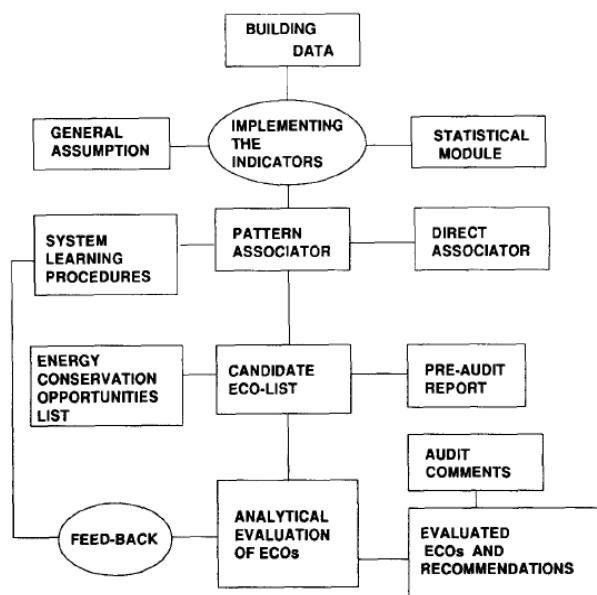 BUILDING
DATA
GENERAL
ASSUMPTION
IMPLEMENTING
THE
INDICATORS
STATISTICAL
MODULE
SYSTEM
LEARNING
PROCEDURES
PATTERN
ASSOCIATOR
DIRECT
ASSOCIATOR
ENERGY
CONSERVATION
OPPORTUNITIES
LIST
CANDIDATE
ECO-LIST
PRE-AUDIT
REPORT
AUDIT
COMMENTS
FEED-BACK
ANALYTICAL
EVALUATION
OF ECOs
EVALUATED
ECOs AND
RECOMMENDATIONS